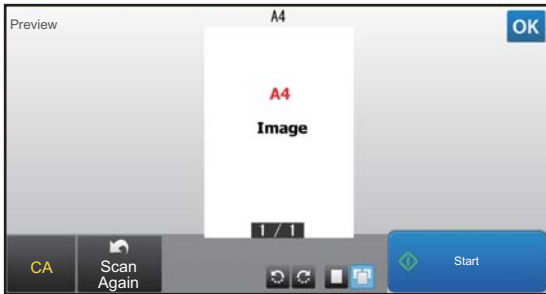 A4
Preview
OK
A4
Image
1 / 1
CA
Scan
Again
Start